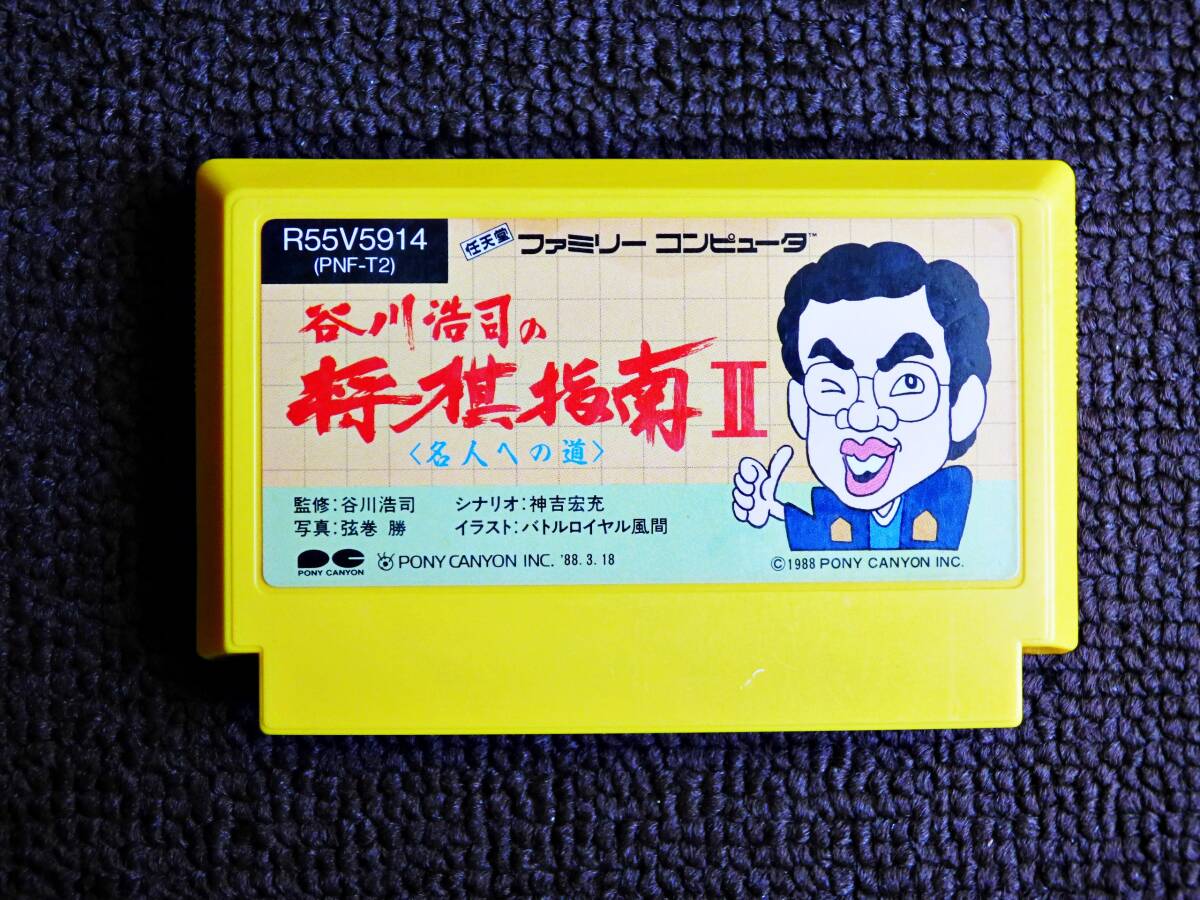 R55V5914
(PNF-T2)
任天堂 ファミリー コンピュータ™
谷川浩司の
将棋指南II
〈名人への道〉
監修:谷川浩司 シナリオ:神吉宏充
写真:弦巻 勝 イラスト:バトルロイヤル風間
PONY CANYON PONY CANYON INC. '88.3.18
©1988 PONY CANYON INC.